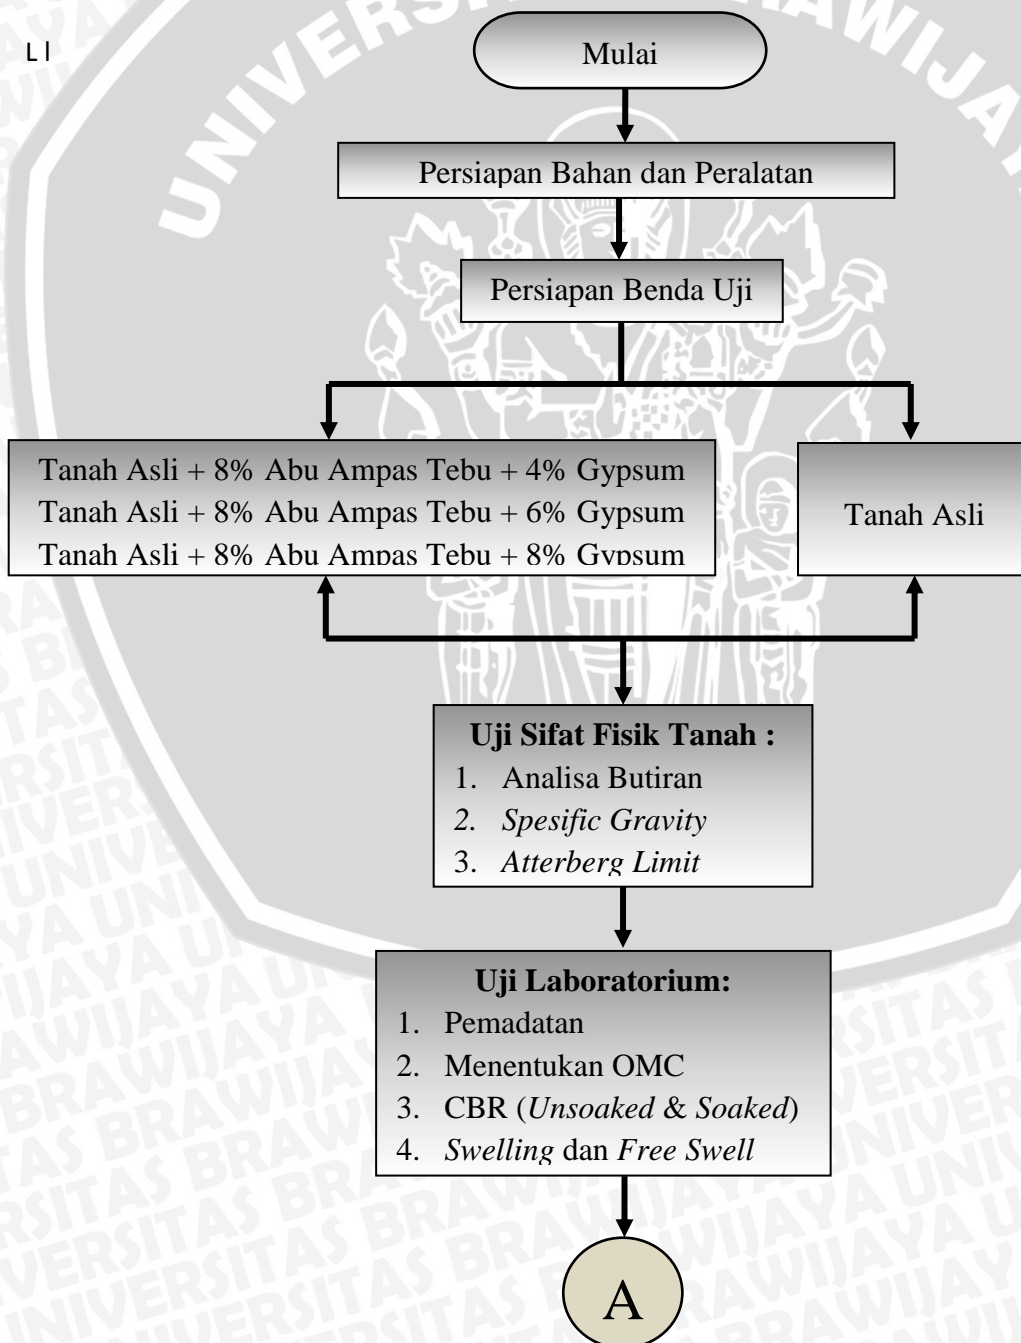 L l
Mulai
Persiapan Bahan dan Peralatan
Persiapan Benda Uji
Tanah Asli + 8% Abu Ampas Tebu + 4% Gypsum
Tanah Asli + 8% Abu Ampas Tebu + 6% Gypsum
Tanah Asli + 8% Abu Ampas Tebu + 8% Gypsum
Tanah Asli
Uji Sifat Fisik Tanah :
1. Analisa Butiran
2. Spesific Gravity
3. Atterberg Limit
Uji Laboratorium:
1. Pemadatan
2. Menentukan OMC
3. CBR (Unsoaked & Soaked)
4. Swelling dan Free Swell
A